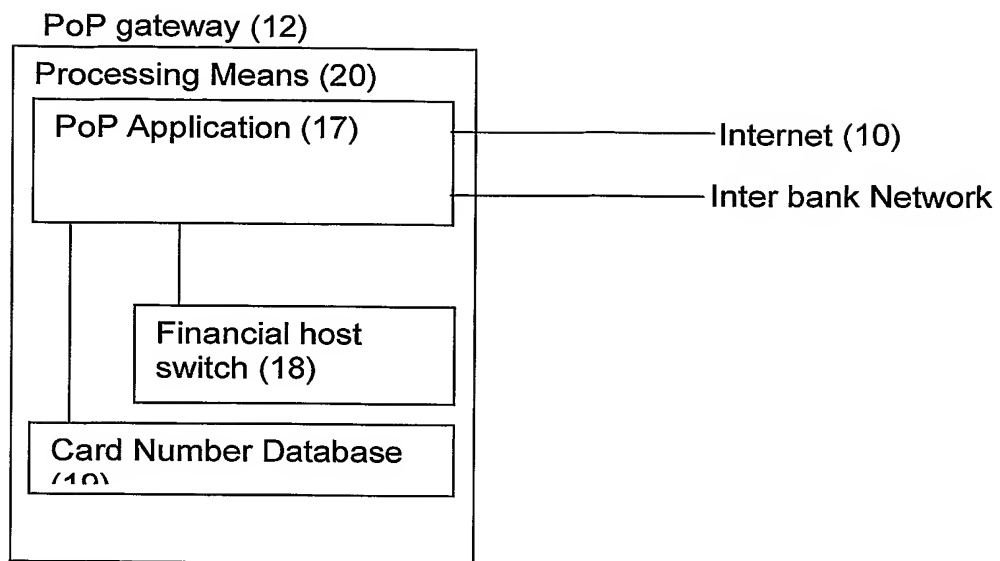 PoP gateway (12)
Processing Means (20)
PoP Application (17)
Internet (10)
Inter bank Network
Financial host
switch (18)
Card Number Database